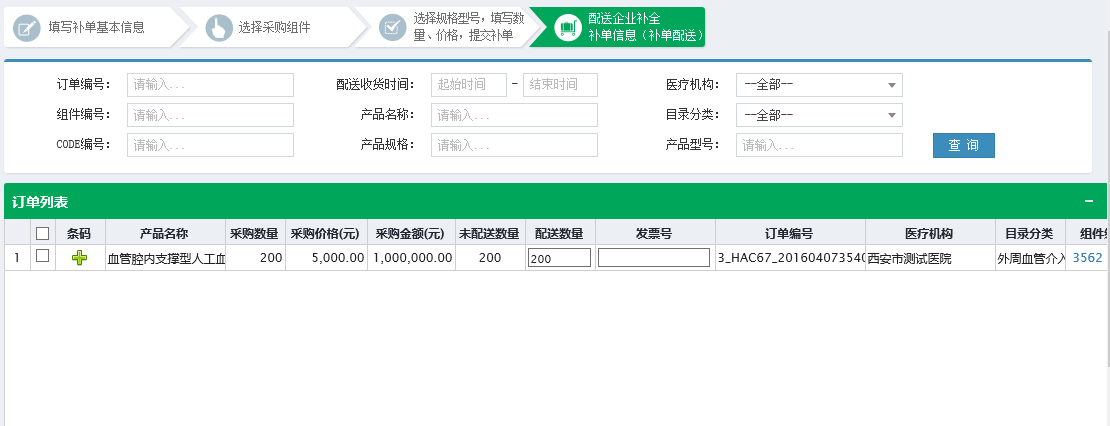 填写补单基本信息
选择采购组件
选择规格型号，填写数
量、价格，提交补单
配送企业补全
补单信息（补单配送）
订单编号： 请输入... 配送收货时间： 起始时间 - 结束时间 医疗机构： --全部--
组件编号： 请输入... 产品名称： 请输入... 目录分类： --全部--
CODE编号： 请输入... 产品规格： 请输入... 产品型号： 请输入... 查 询
订单列表
条码 产品名称 采购数量 采购价格(元) 采购金额(元) 未配送数量 配送数量 发票号 订单编号 医疗机构 目录分类 组件
1 血管腔内支撑型人工血 200 5,000.00 1,000,000.00 200 200 3_HAC67_201604073540 西安市测试医院 外周血管介入 3562